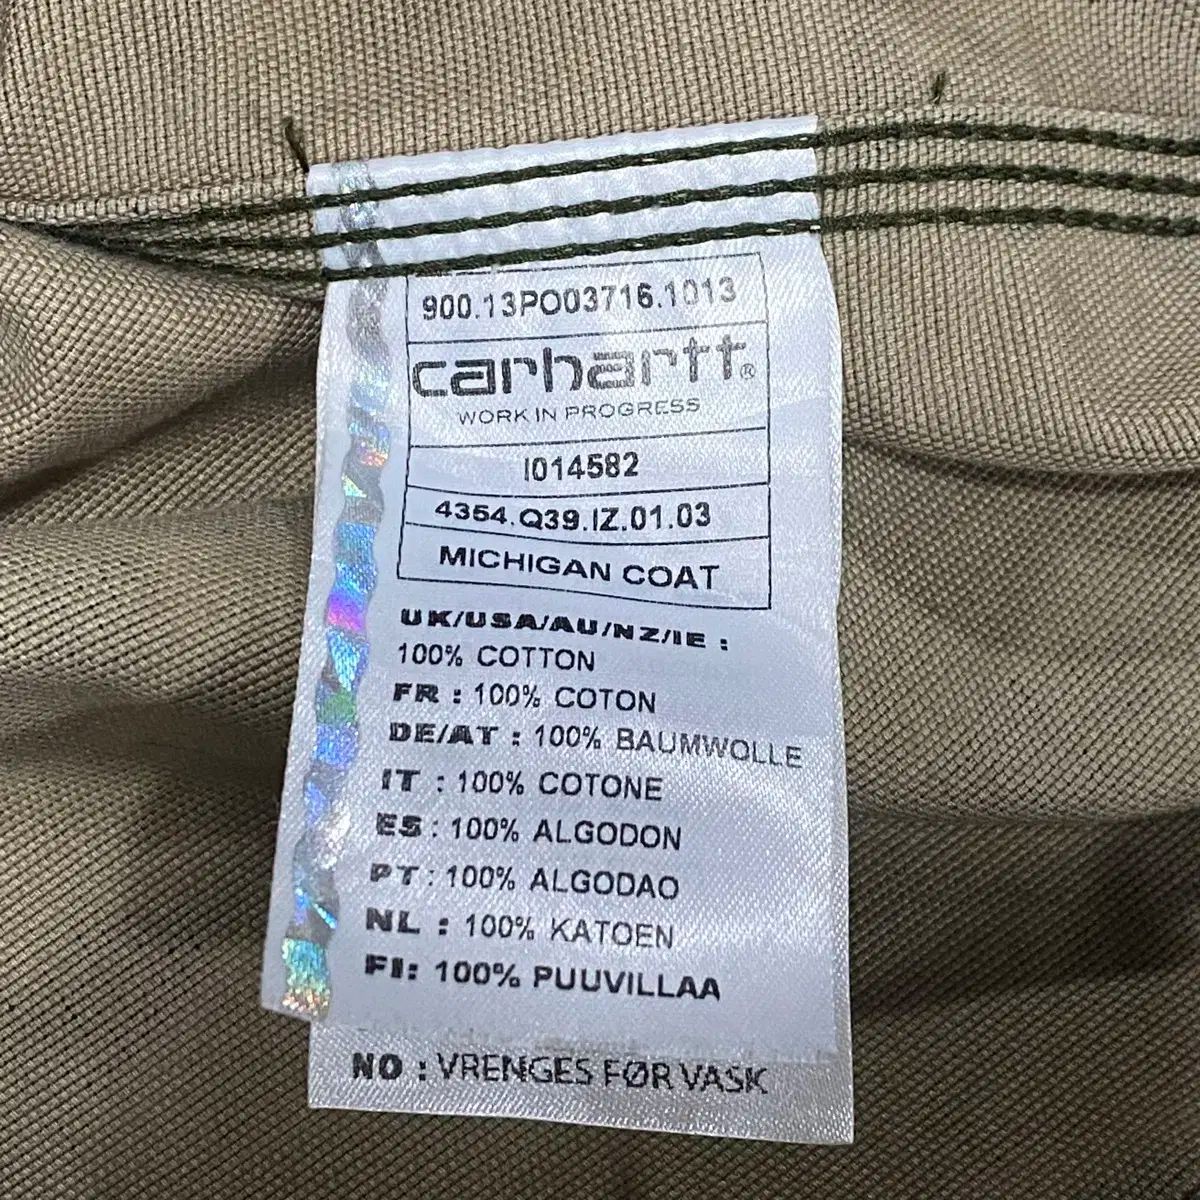 900.13PO03716.1013
carhartt®
WORK IN PROGRESS
I014582
4354.Q39.IZ.01.03
MICHIGAN COAT
UK/USA/AU/NZ/IE :
100% COTTON
FR : 100% COTON
DE/AT : 100% BAUMWOLLE
IT : 100% COTONE
ES : 100% ALGODON
PT : 100% ALGODAO
NL : 100% KATOEN
FI: 100% PUUVILLAA
NO : VRENGES FØR VASK